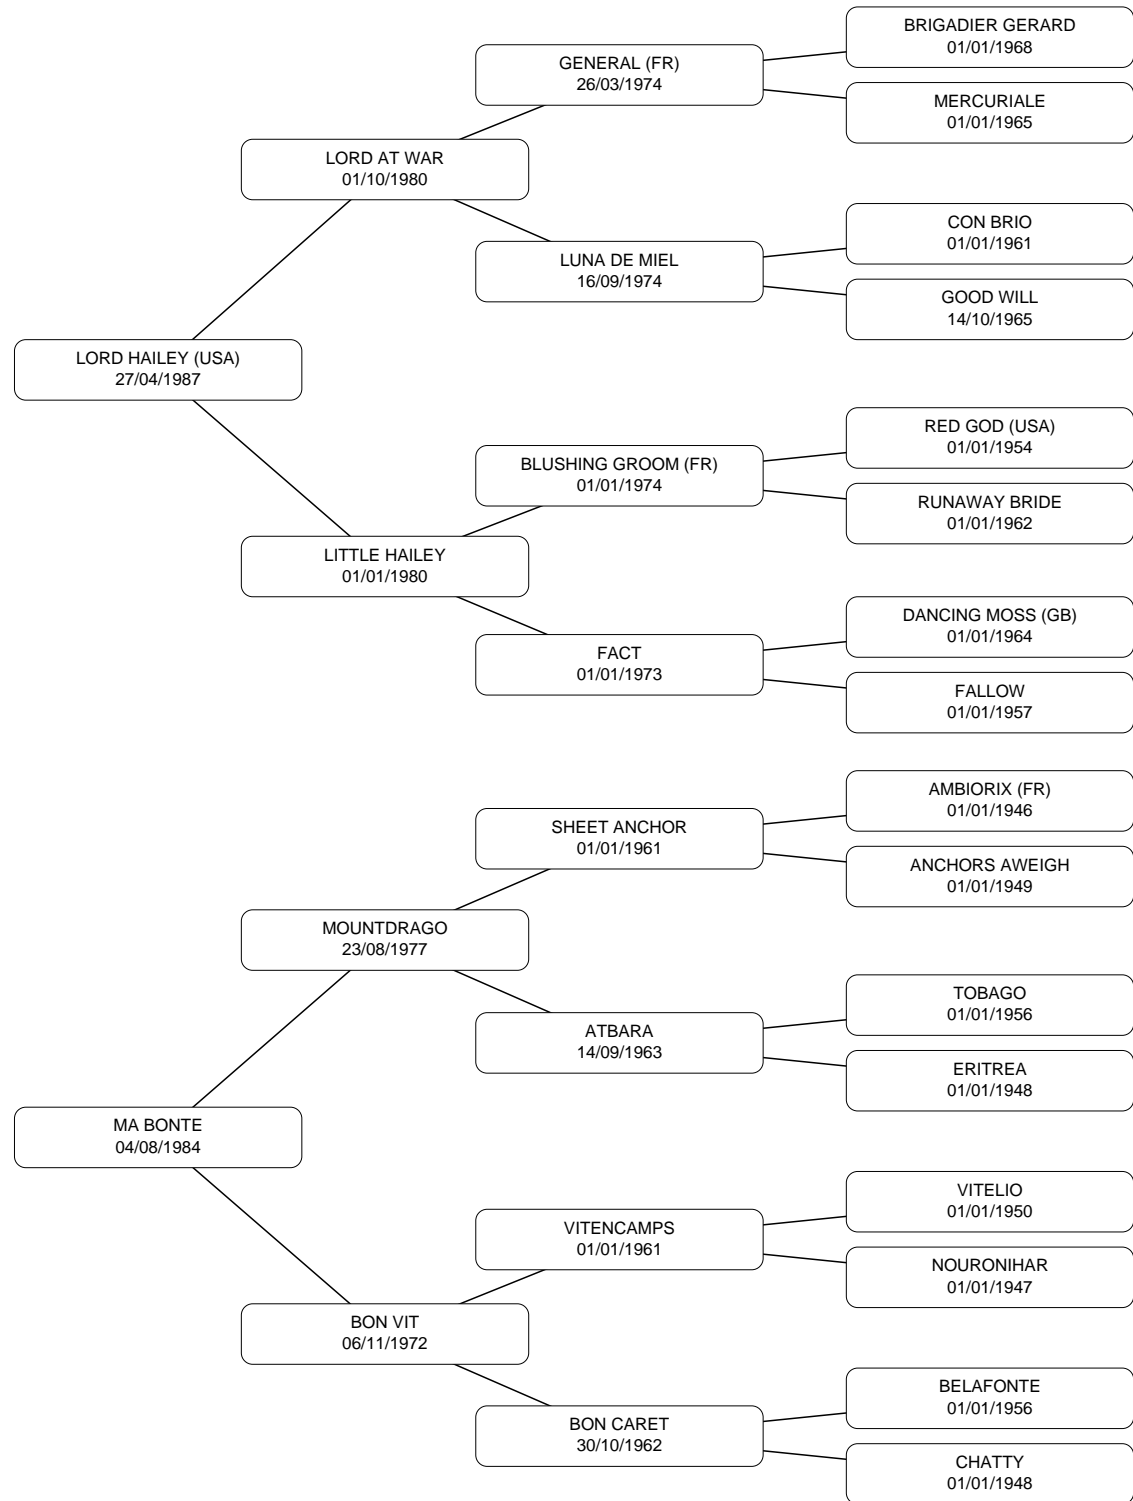 BRIGADIER GERARD
01/01/1968
GENERAL (FR)
26/03/1974
MERCURIALE
01/01/1965
LORD AT WAR
01/10/1980
CON BRIO
01/01/1961
LUNA DE MIEL
16/09/1974
GOOD WILL
14/10/1965
LORD HAILEY (USA)
27/04/1987
RED GOD (USA)
01/01/1954
BLUSHING GROOM (FR)
01/01/1974
RUNAWAY BRIDE
01/01/1962
LITTLE HAILEY
01/01/1980
DANCING MOSS (GB)
01/01/1964
FACT
01/01/1973
FALLOW
01/01/1957
AMBIORIX (FR)
01/01/1946
SHEET ANCHOR
01/01/1961
ANCHORS AWEIGH
01/01/1949
MOUNTDRAGO
23/08/1977
TOBAGO
01/01/1956
ATBARA
14/09/1963
ERITREA
01/01/1948
MA BONTE
04/08/1984
VITELIO
01/01/1950
VITENCAMPS
01/01/1961
NOURONIHAR
01/01/1947
BON VIT
06/11/1972
BELAFONTE
01/01/1956
BON CARET
30/10/1962
CHATTY
01/01/1948